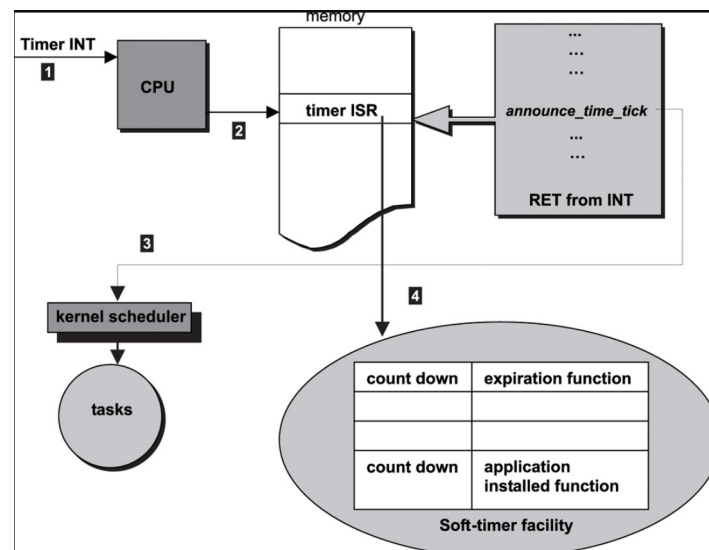 memory
Timer INT
1
CPU
2
timer ISR
...
...
...
announce_time_tick
...
...
RET from INT
3
kernel scheduler
tasks
4
count down expiration function
count down application
installed function
Soft-timer facility